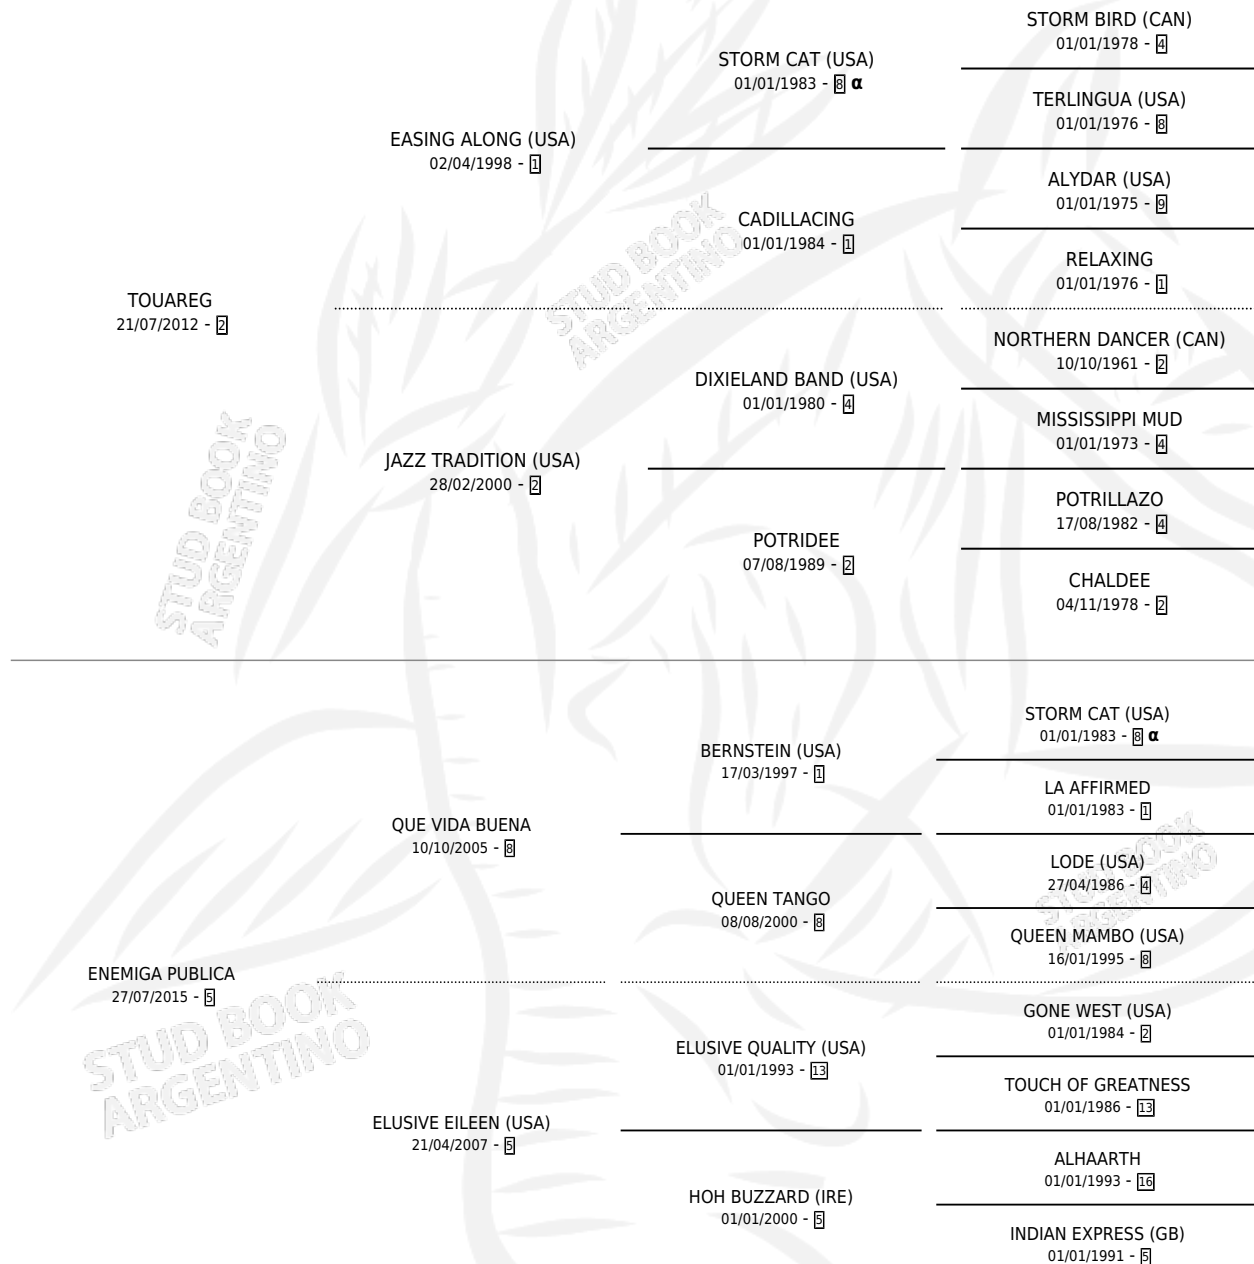 STORM BIRD (CAN)
01/01/1978 - 4
STORM CAT (USA)
01/01/1983 - 8 α
TERLINGUA (USA)
01/01/1976 - 8
EASING ALONG (USA)
02/04/1998 - 1
ALYDAR (USA)
01/01/1975 - 9
CADILLACING
01/01/1984 - 1
RELAXING
01/01/1976 - 1
TOUAREG
21/07/2012 - 2
STUD BOOK
ARGENTINO
NORTHERN DANCER (CAN)
10/10/1961 - 2
DIXIELAND BAND (USA)
01/01/1980 - 4
MISSISSIPPI MUD
01/01/1973 - 4
JAZZ TRADITION (USA)
28/02/2000 - 2
POTRILLAZO
17/08/1982 - 4
POTRIDEE
07/08/1989 - 2
CHALDEE
04/11/1978 - 2
STUD BOOK
ARGENTINO
STORM CAT (USA)
01/01/1983 - 8 α
BERNSTEIN (USA)
17/03/1997 - 1
LA AFFIRMED
01/01/1983 - 1
QUE VIDA BUENA
10/10/2005 - 8
LODE (USA)
27/04/1986 - 4
STUD BOOK
ARGENTINO
QUEEN TANGO
08/08/2000 - 8
QUEEN MAMBO (USA)
16/01/1995 - 8
ENEMIGA PUBLICA
27/07/2015 - 5
STUD BOOK
ARGENTINO
GONE WEST (USA)
01/01/1984 - 2
ELUSIVE QUALITY (USA)
01/01/1993 - 13
TOUCH OF GREATNESS
01/01/1986 - 13
ELUSIVE EILEEN (USA)
21/04/2007 - 5
ALHAARTH
01/01/1993 - 16
HOH BUZZARD (IRE)
01/01/2000 - 5
INDIAN EXPRESS (GB)
01/01/1991 - 5